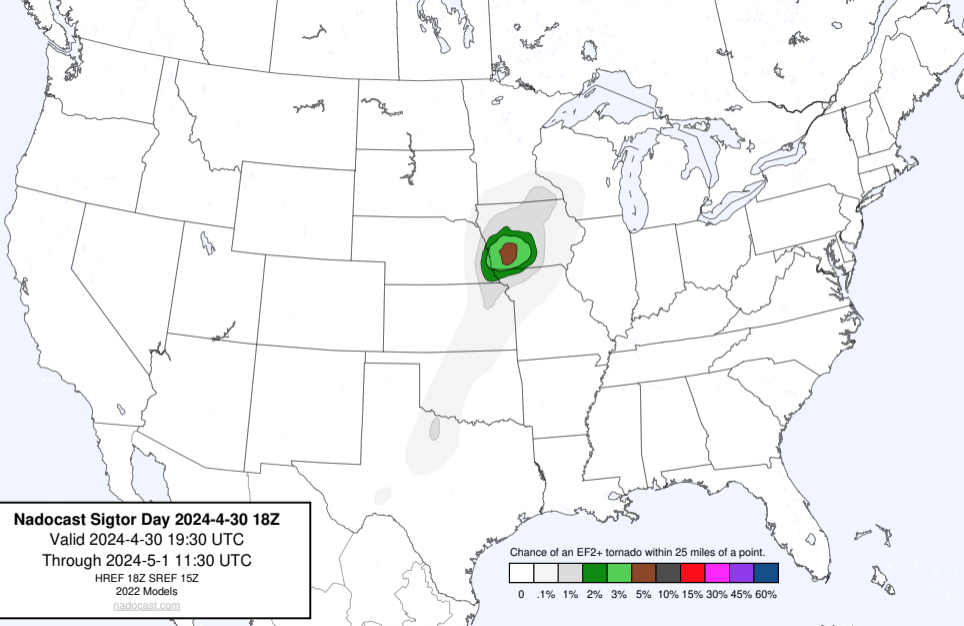 Nadocast Sigtor Day 2024-4-30 18Z
Valid 2024-4-30 19:30 UTC
Through 2024-5-1 11:30 UTC
HREF 18Z SREF 15Z
2022 Models
nadocast.com
Chance of an EF2+ tornado within 25 miles of a point.
0 .1% 1% 2% 3% 5% 10% 15% 30% 45% 60%